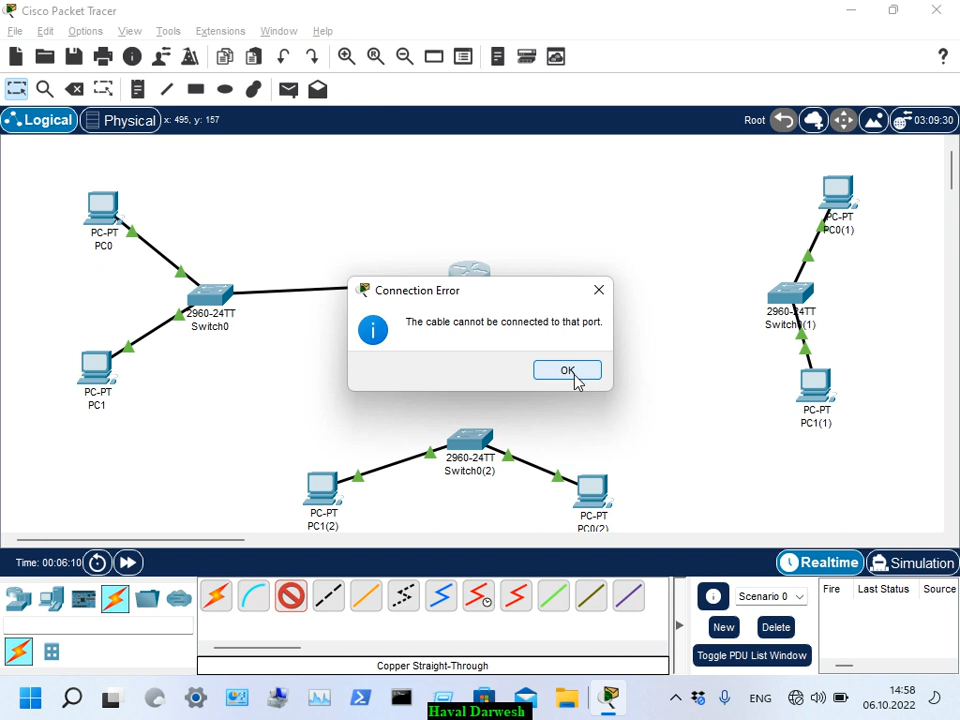 Cisco Packet Tracer
File Edit Options View Tools Extensions Window Help
Logical Physical x: 495, y: 157 Root 03:09:30
PC-PT
PC0
PC-PT
PC0(1)
2960-24TT
Switch0
Connection Error
The cable cannot be connected to that port.
OK
2960-24TT
PC-PT
PC1
PC-PT
PC1(1)
2960-24TT
Switch0(2)
PC-PT
PC1(2)
PC-PT
PC0(2)
Time: 00:06:10 Realtime Simulation
Scenario 0
Fire Last Status Source
New Delete
Toggle PDU List Window
Copper Straight-Through
ENG 14:58
06.10.2022
Haval Darwesh